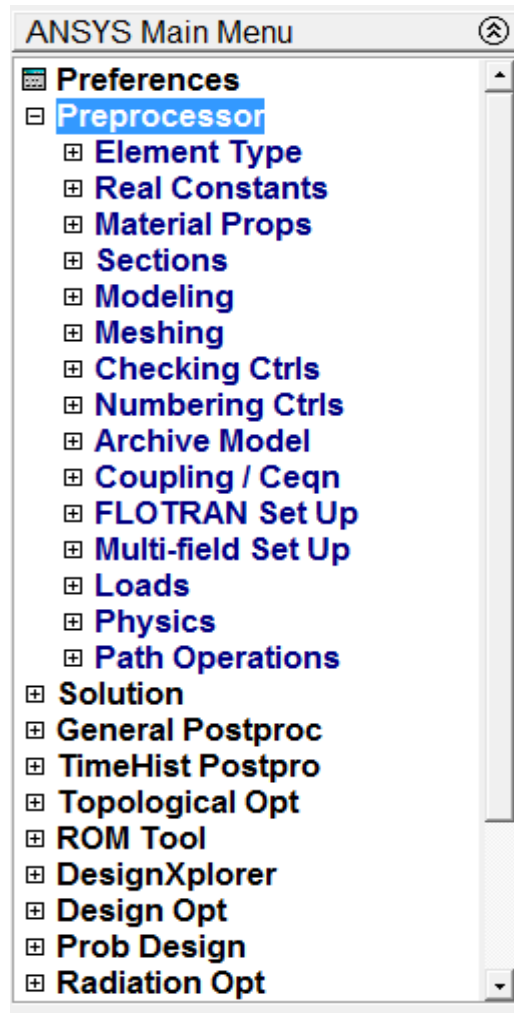 ANSYS Main Menu
Preferences
Preprocessor
Element Type
Real Constants
Material Props
Sections
Modeling
Meshing
Checking Ctrls
Numbering Ctrls
Archive Model
Coupling / Ceqn
FLOTRAN Set Up
Multi-field Set Up
Loads
Physics
Path Operations
Solution
General Postproc
TimeHist Postpro
Topological Opt
ROM Tool
DesignXplorer
Design Opt
Prob Design
Radiation Opt